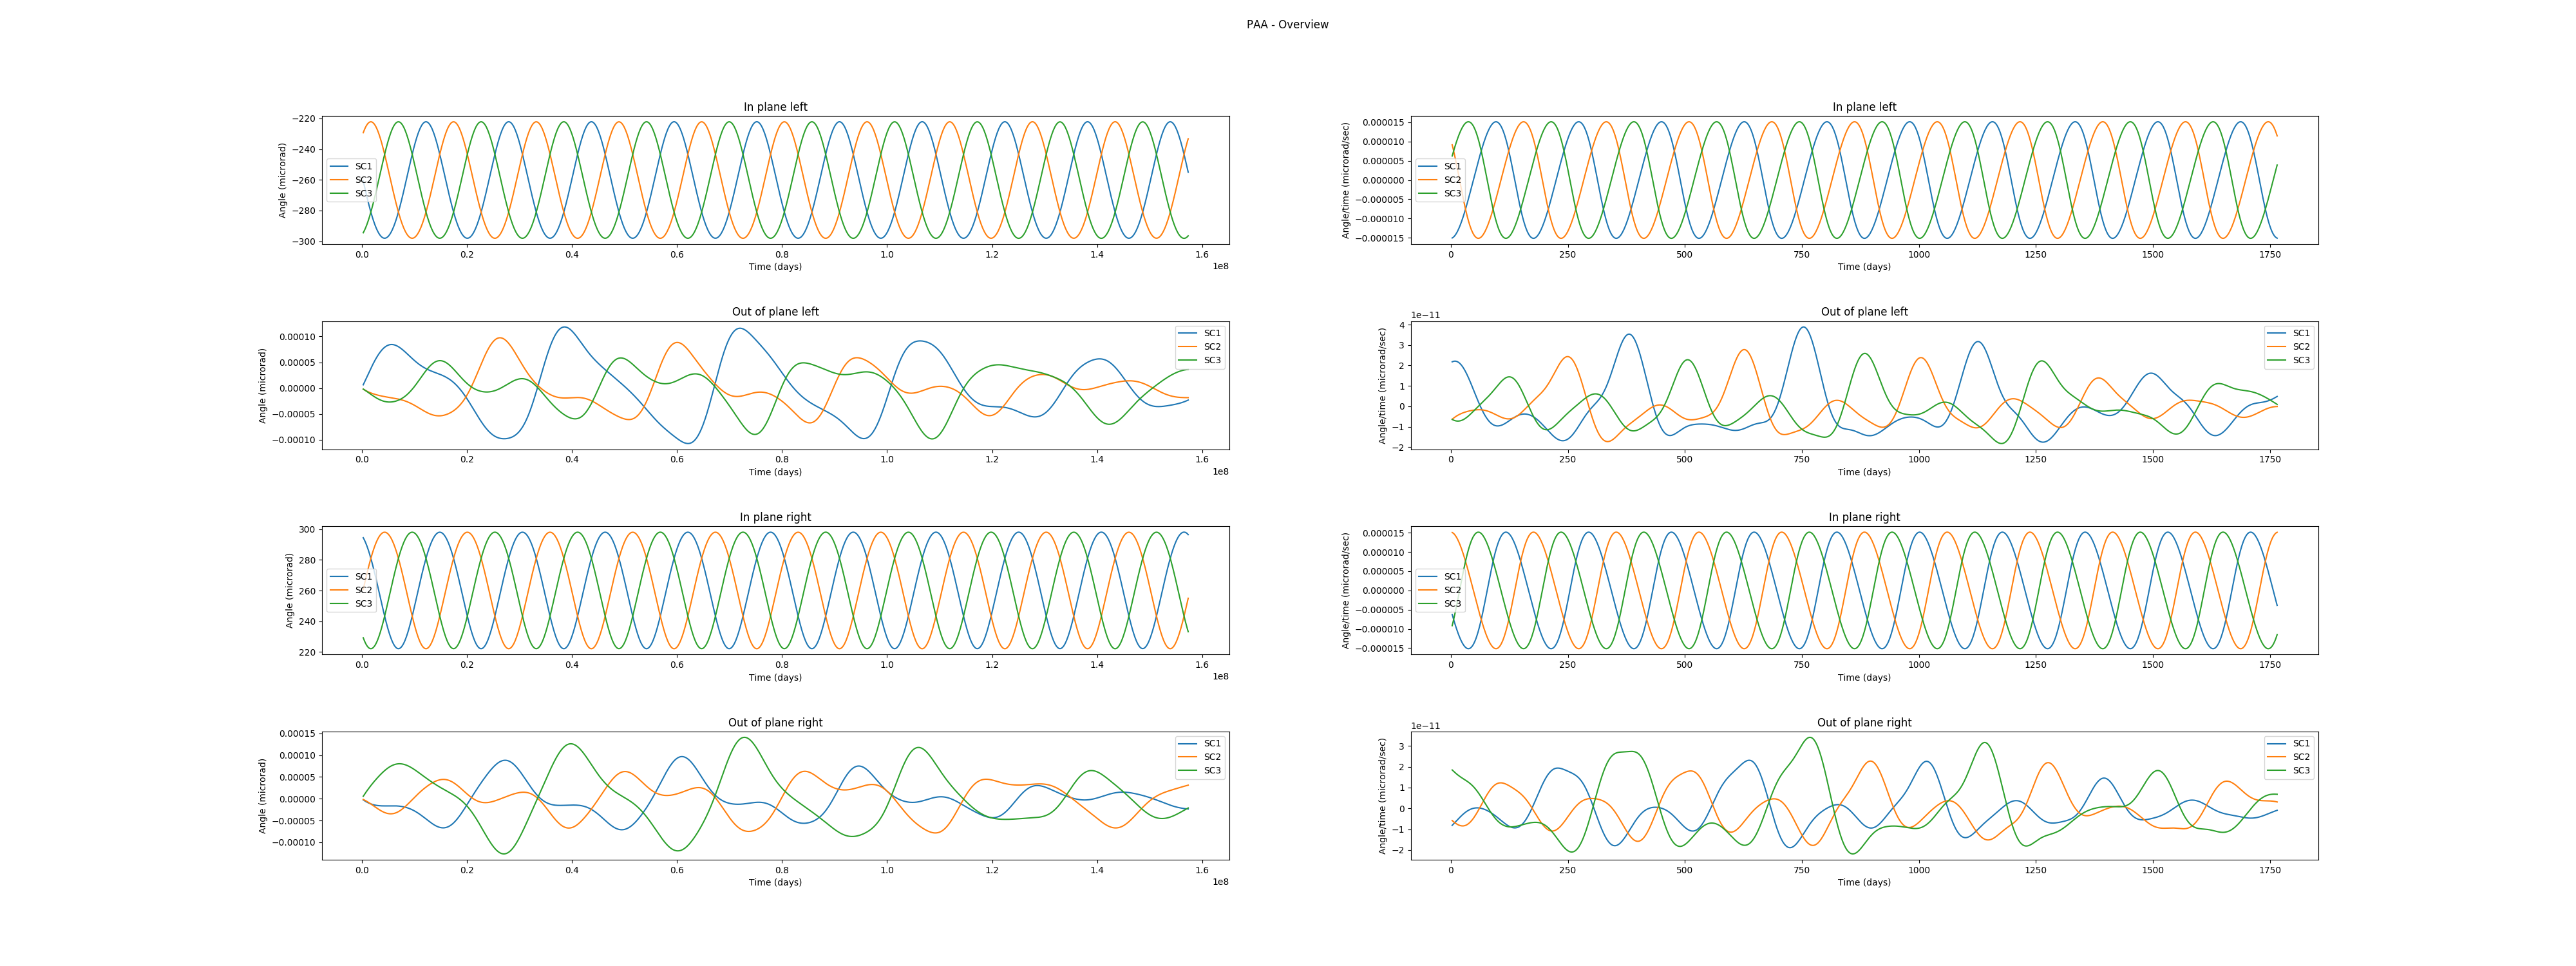 PAA - Overview
In plane left
Angle (microrad)
−220
−240
−260
−280
−300
SC1
SC2
SC3
0.0 0.2 0.4 0.6 0.8 1.0 1.2 1.4 1.6
1e8
Time (days)
In plane left
Angle/time (microrad/sec)
0.000015
0.000010
0.000005
0.000000
−0.000005
−0.000010
−0.000015
SC1
SC2
SC3
0 250 500 750 1000 1250 1500 1750
Time (days)
Out of plane left
Angle (microrad)
0.00010
0.00005
0.00000
−0.00005
−0.00010
SC1
SC2
SC3
0.0 0.2 0.4 0.6 0.8 1.0 1.2 1.4 1.6
1e8
Time (days)
Out of plane left
1e−11
Angle/time (microrad/sec)
4
3
2
1
0
−1
−2
SC1
SC2
SC3
0 250 500 750 1000 1250 1500 1750
Time (days)
In plane right
Angle (microrad)
300
280
260
240
220
SC1
SC2
SC3
0.0 0.2 0.4 0.6 0.8 1.0 1.2 1.4 1.6
1e8
Time (days)
In plane right
Angle/time (microrad/sec)
0.000015
0.000010
0.000005
0.000000
−0.000005
−0.000010
−0.000015
SC1
SC2
SC3
0 250 500 750 1000 1250 1500 1750
Time (days)
Out of plane right
Angle (microrad)
0.00015
0.00010
0.00005
0.00000
−0.00005
−0.00010
SC1
SC2
SC3
0.0 0.2 0.4 0.6 0.8 1.0 1.2 1.4 1.6
1e8
Time (days)
Out of plane right
1e−11
Angle/time (microrad/sec)
3
2
1
0
−1
−2
SC1
SC2
SC3
0 250 500 750 1000 1250 1500 1750
Time (days)